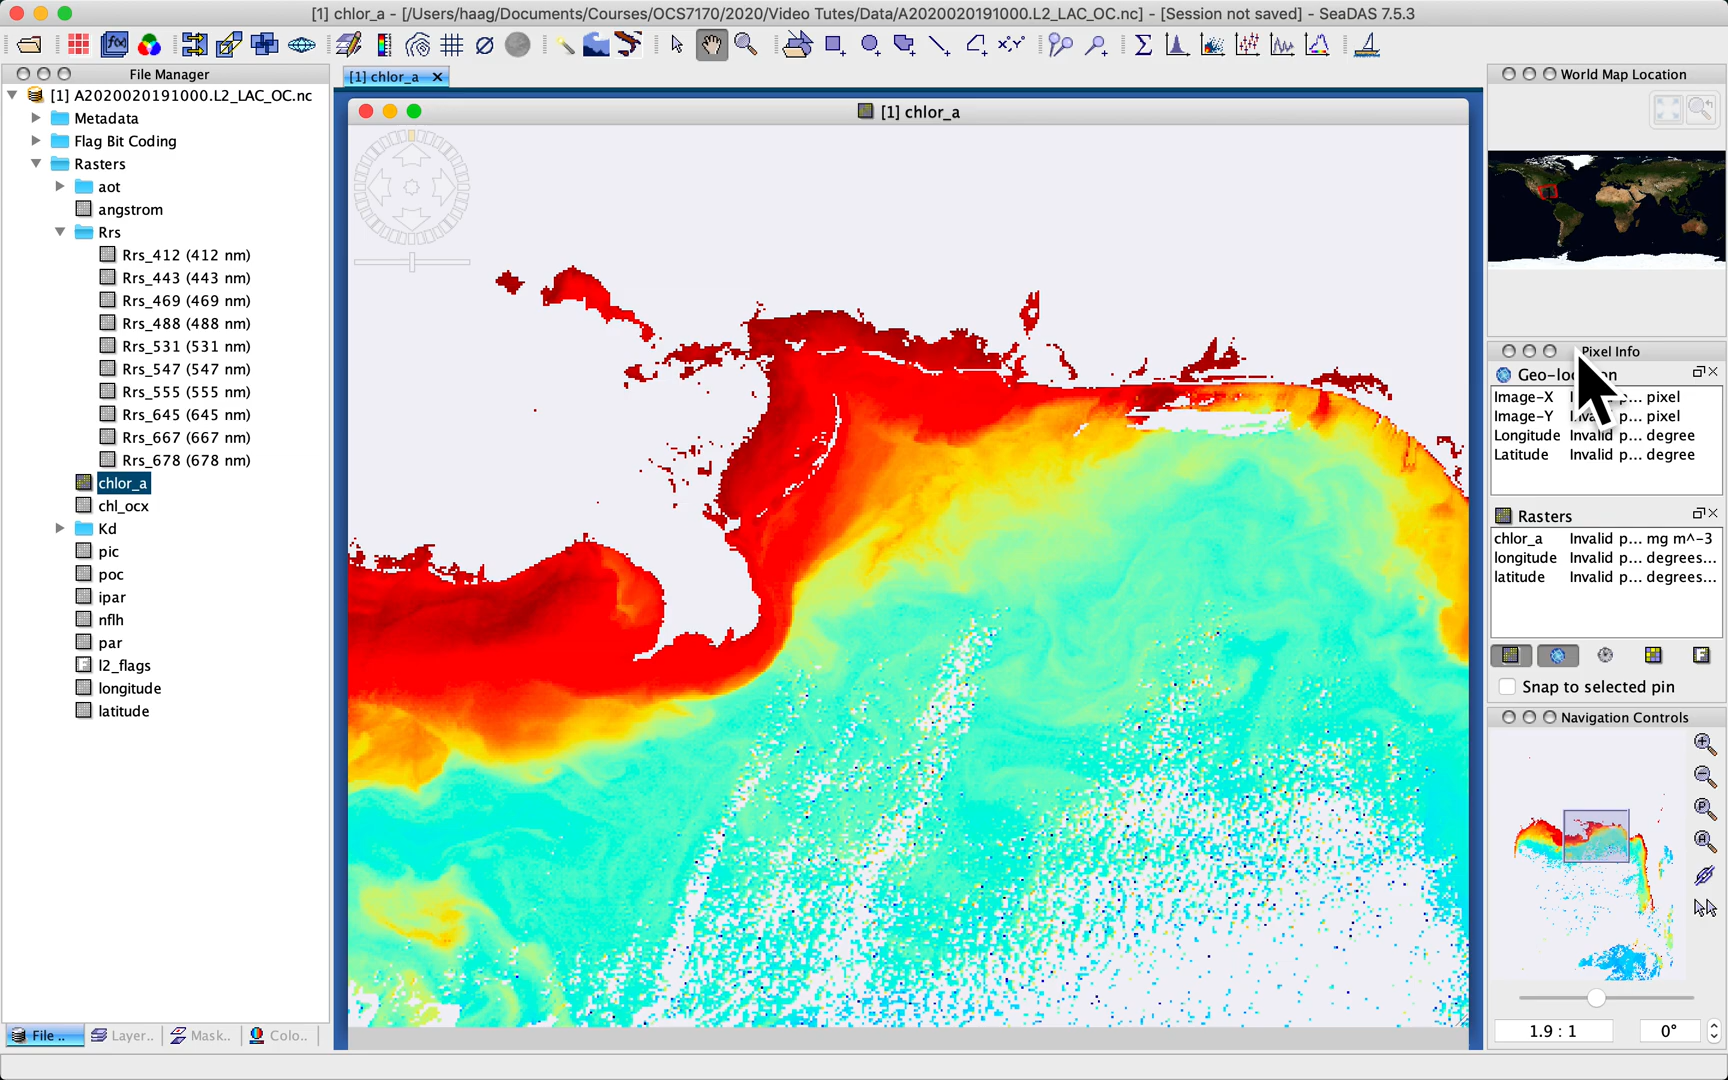 [1] chlor_a - [/Users/haag/Documents/Courses/OCS7170/2020/Video Tutes/Data/A2020020191000.L2_LAC_OC.nc] - [Session not saved] - SeaDAS 7.5.3
File Manager
[1] A2020020191000.L2_LAC_OC.nc
Metadata
Flag Bit Coding
Rasters
aot
angstrom
Rrs
Rrs_412 (412 nm)
Rrs_443 (443 nm)
Rrs_469 (469 nm)
Rrs_488 (488 nm)
Rrs_531 (531 nm)
Rrs_547 (547 nm)
Rrs_555 (555 nm)
Rrs_645 (645 nm)
Rrs_667 (667 nm)
Rrs_678 (678 nm)
chlor_a
chl_ocx
Kd
pic
poc
ipar
nflh
par
l2_flags
longitude
latitude
File ..
Layer..
Mask..
Colo..
[1] chlor_a
[1] chlor_a
World Map Location
Pixel Info
Image-X pixel
Image-Y pixel
Longitude Invalid p... degree
Latitude Invalid p... degree
Rasters
chlor_a Invalid p... mg m^-3
longitude Invalid p... degrees...
latitude Invalid p... degrees...
Snap to selected pin
Navigation Controls
1.9 : 1
0°